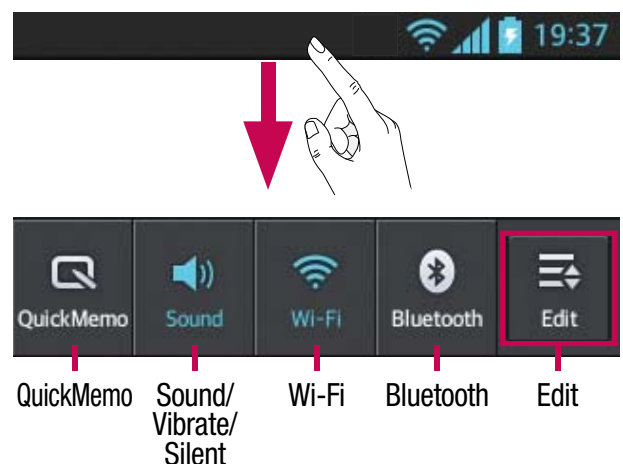 19:37
QuickMemo Sound Wi-Fi Bluetooth Edit
QuickMemo Sound/ Wi-Fi Bluetooth Edit
Vibrate/
Silent